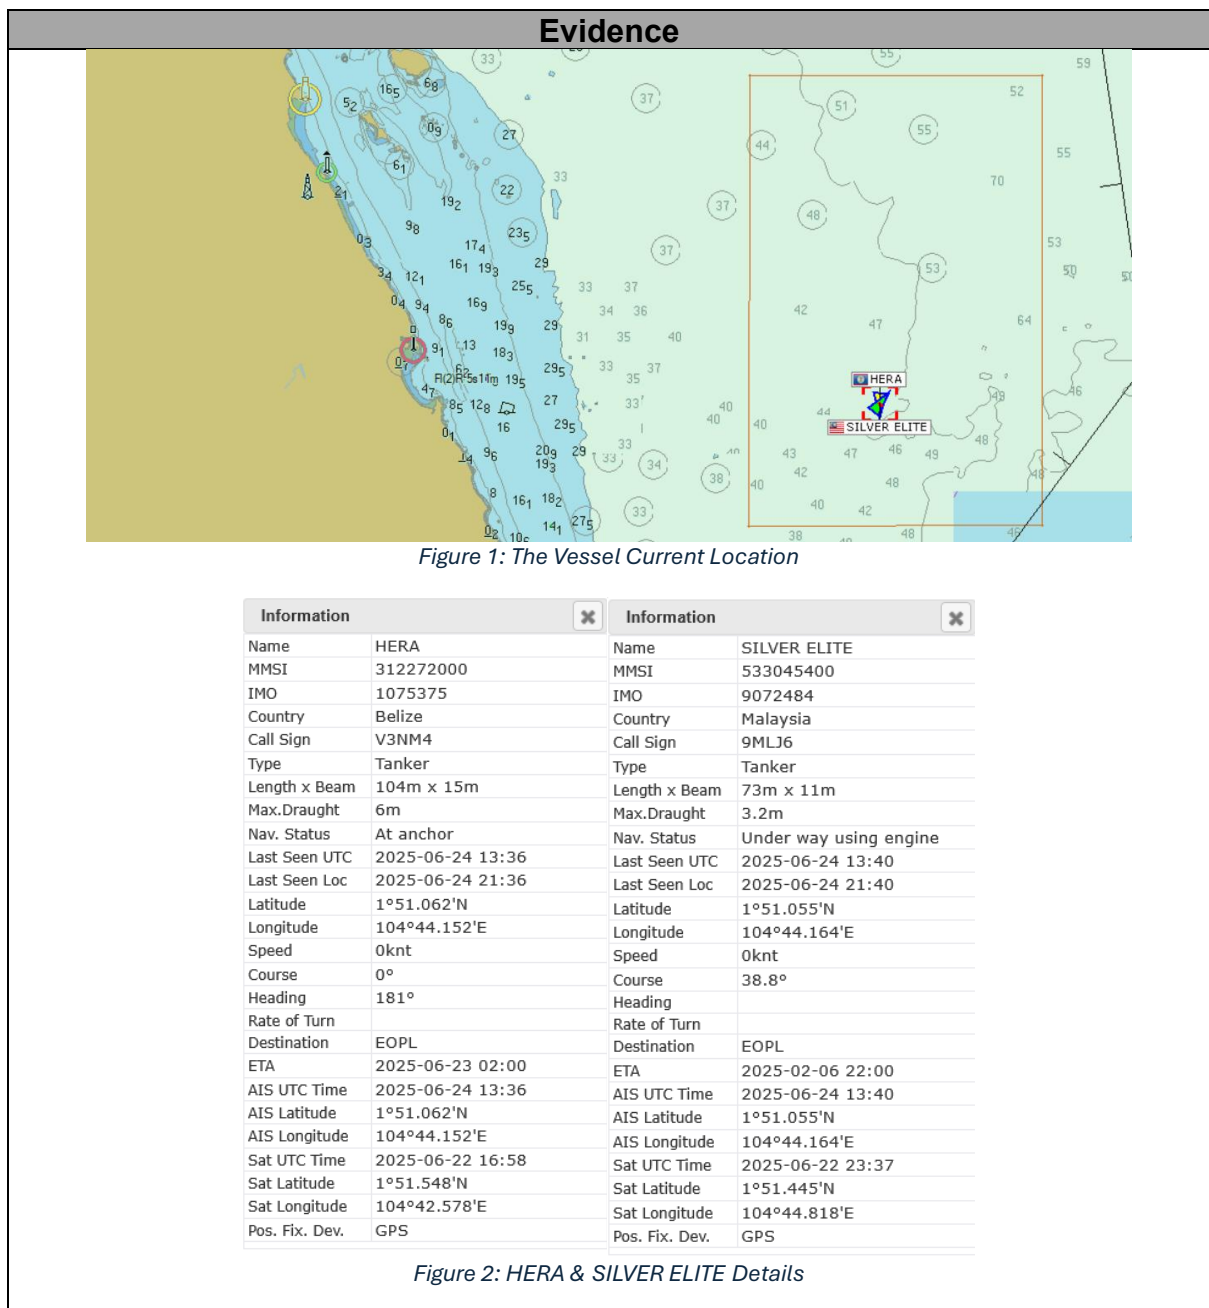 Evidence
HERA
SILVER ELITE
Fl(2)R 5s11m
Figure 1: The Vessel Current Location
Information
Name HERA
MMSI 312272000
IMO 1075375
Country Belize
Call Sign V3NM4
Type Tanker
Length x Beam 104m x 15m
Max.Draught 6m
Nav. Status At anchor
Last Seen UTC 2025-06-24 13:36
Last Seen Loc 2025-06-24 21:36
Latitude 1°51.062'N
Longitude 104°44.152'E
Speed 0knt
Course 0°
Heading 181°
Rate of Turn
Destination EOPL
ETA 2025-06-23 02:00
AIS UTC Time 2025-06-24 13:36
AIS Latitude 1°51.062'N
AIS Longitude 104°44.152'E
Sat UTC Time 2025-06-22 16:58
Sat Latitude 1°51.548'N
Sat Longitude 104°42.578'E
Pos. Fix. Dev. GPS
Information
Name SILVER ELITE
MMSI 533045400
IMO 9072484
Country Malaysia
Call Sign 9MLJ6
Type Tanker
Length x Beam 73m x 11m
Max.Draught 3.2m
Nav. Status Under way using engine
Last Seen UTC 2025-06-24 13:40
Last Seen Loc 2025-06-24 21:40
Latitude 1°51.055'N
Longitude 104°44.164'E
Speed 0knt
Course 38.8°
Heading
Rate of Turn
Destination EOPL
ETA 2025-02-06 22:00
AIS UTC Time 2025-06-24 13:40
AIS Latitude 1°51.055'N
AIS Longitude 104°44.164'E
Sat UTC Time 2025-06-22 23:37
Sat Latitude 1°51.445'N
Sat Longitude 104°44.818'E
Pos. Fix. Dev. GPS
Figure 2: HERA & SILVER ELITE Details